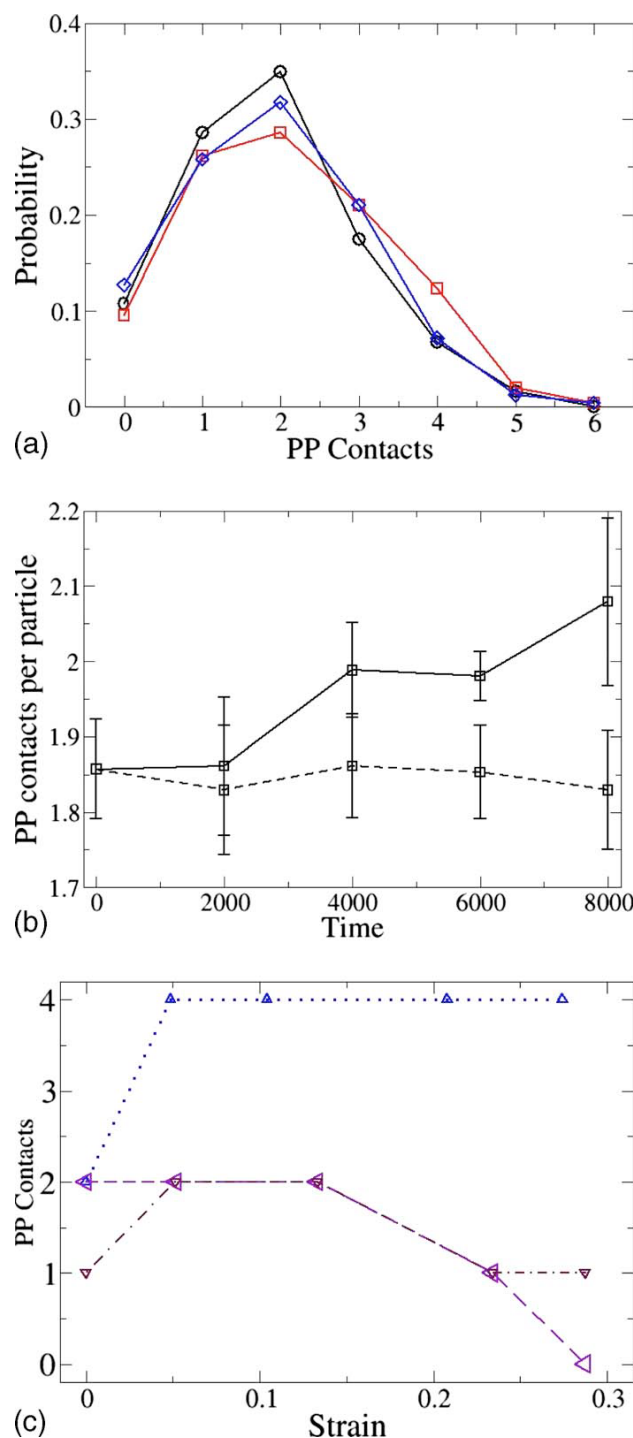 0.4
0.3
0.2
0.1
0
Probability
0 1 2 3 4 5 6
PP Contacts
(a)
2.2
2.1
2
1.9
1.8
1.7
PP contacts per particle
0 2000 4000 6000 8000
Time
(b)
4
3
2
1
0
PP Contacts
0 0.1 0.2 0.3
Strain
(c)